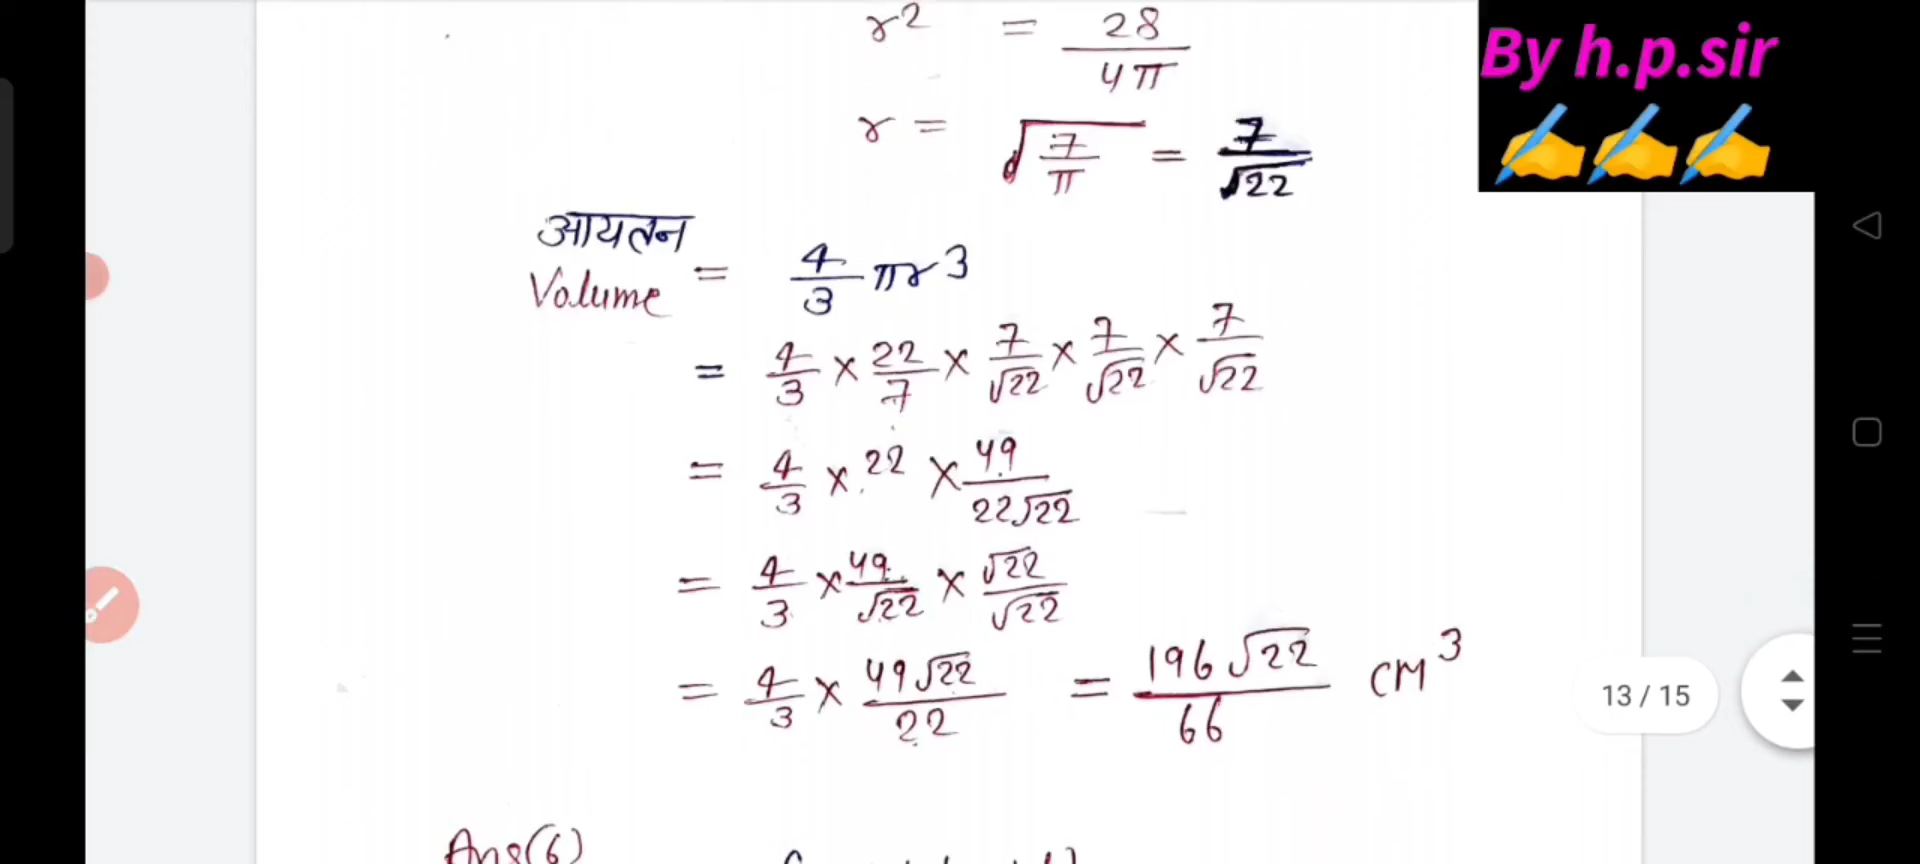 r2 = 28/4π
By h.p.sir
r = √7/π = 7/√22
आयतन
Volume = 4/3 πr3
= 4/3 × 22/7 × 7/√22 × 7/√22 × 7/√22
= 4/3 × 22 × 49/22√22
= 4/3 × 49/√22 × √22/√22
= 4/3 × 49√22/22 = 196√22/66 cm3
13 / 15
Ans(6)